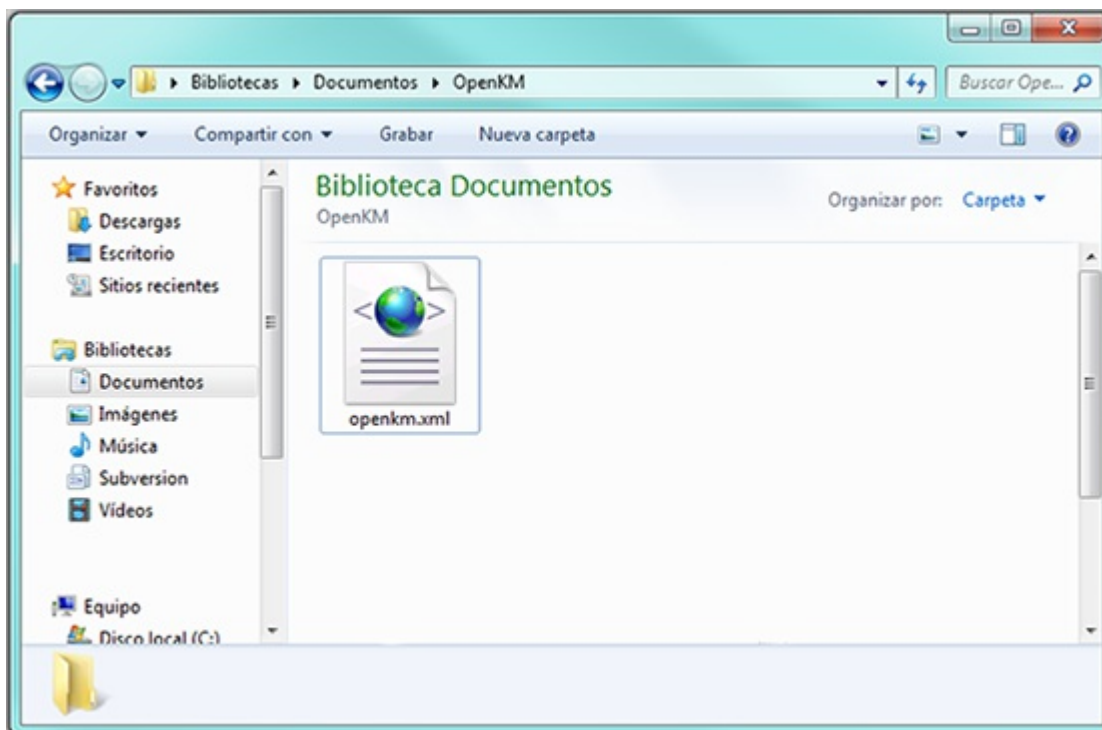 Bibliotecas Documentos OpenKM
Buscar Ope...
Organizar Compartir con Grabar Nueva carpeta
Favoritos
Descargas
Escritorio
Sitios recientes
Bibliotecas
Documentos
Imágenes
Música
Subversion
Vídeos
Equipo
Disco local (C:)
Biblioteca Documentos
OpenKM
Organizar por: Carpeta
openkm.xml